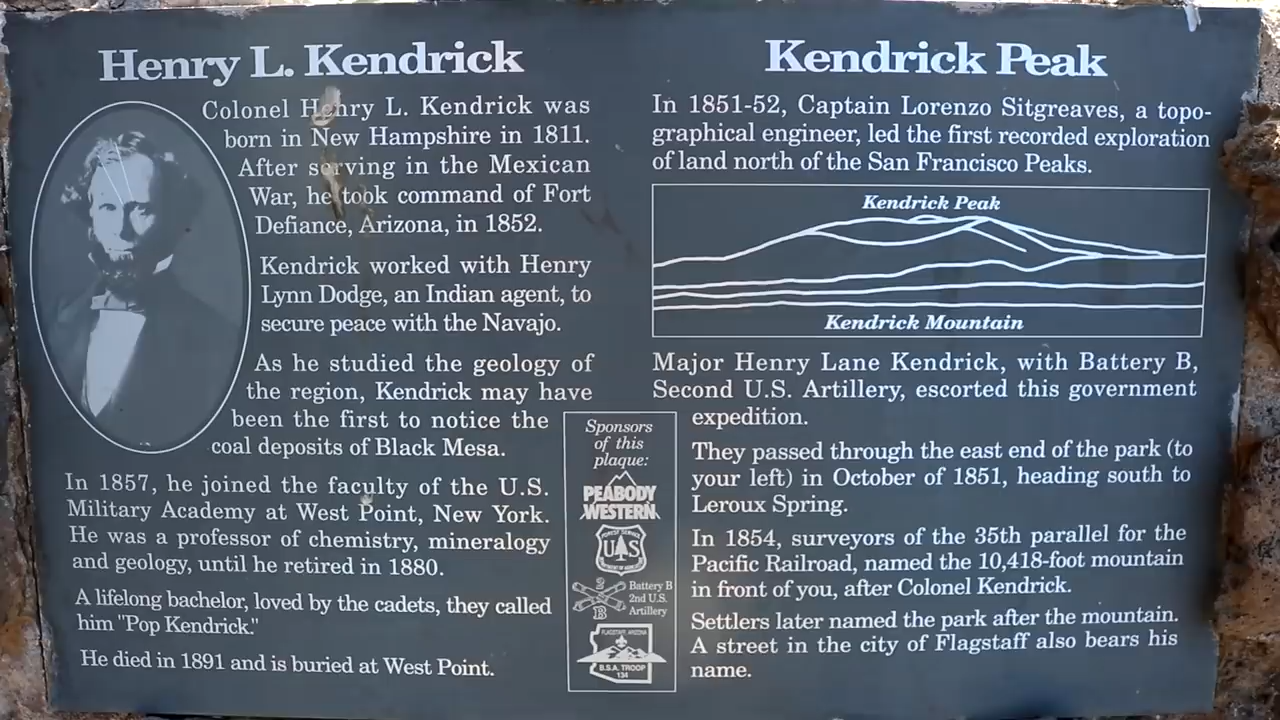 Henry L. Kendrick
Colonel Henry L. Kendrick was
born in New Hampshire in 1811.
After serving in the Mexican
War, he took command of Fort
Defiance, Arizona, in 1852.
Kendrick worked with Henry
Lynn Dodge, an Indian agent, to
secure peace with the Navajo.
As he studied the geology of
the region, Kendrick may have
been the first to notice the
coal deposits of Black Mesa.
In 1857, he joined the faculty of the U.S.
Military Academy at West Point, New York.
He was a professor of chemistry, mineralogy
and geology, until he retired in 1880.
A lifelong bachelor, loved by the cadets, they called
him "Pop Kendrick."
He died in 1891 and is buried at West Point.
Sponsors
of this
plaque:
PEABODY
WESTERN
FOREST SERVICE
UAS
DEPARTMENT OF AGRICULTURE
2
B
Battery B
2nd U.S.
Artillery
FLAGSTAFF, ARIZONA
B.S.A. TROOP
134
Kendrick Peak
In 1851-52, Captain Lorenzo Sitgreaves, a topo-
graphical engineer, led the first recorded exploration
of land north of the San Francisco Peaks.
Kendrick Peak
Kendrick Mountain
Major Henry Lane Kendrick, with Battery B,
Second U.S. Artillery, escorted this government
expedition.
They passed through the east end of the park (to
your left) in October of 1851, heading south to
Leroux Spring.
In 1854, surveyors of the 35th parallel for the
Pacific Railroad, named the 10,418-foot mountain
in front of you, after Colonel Kendrick.
Settlers later named the park after the mountain.
A street in the city of Flagstaff also bears his
name.